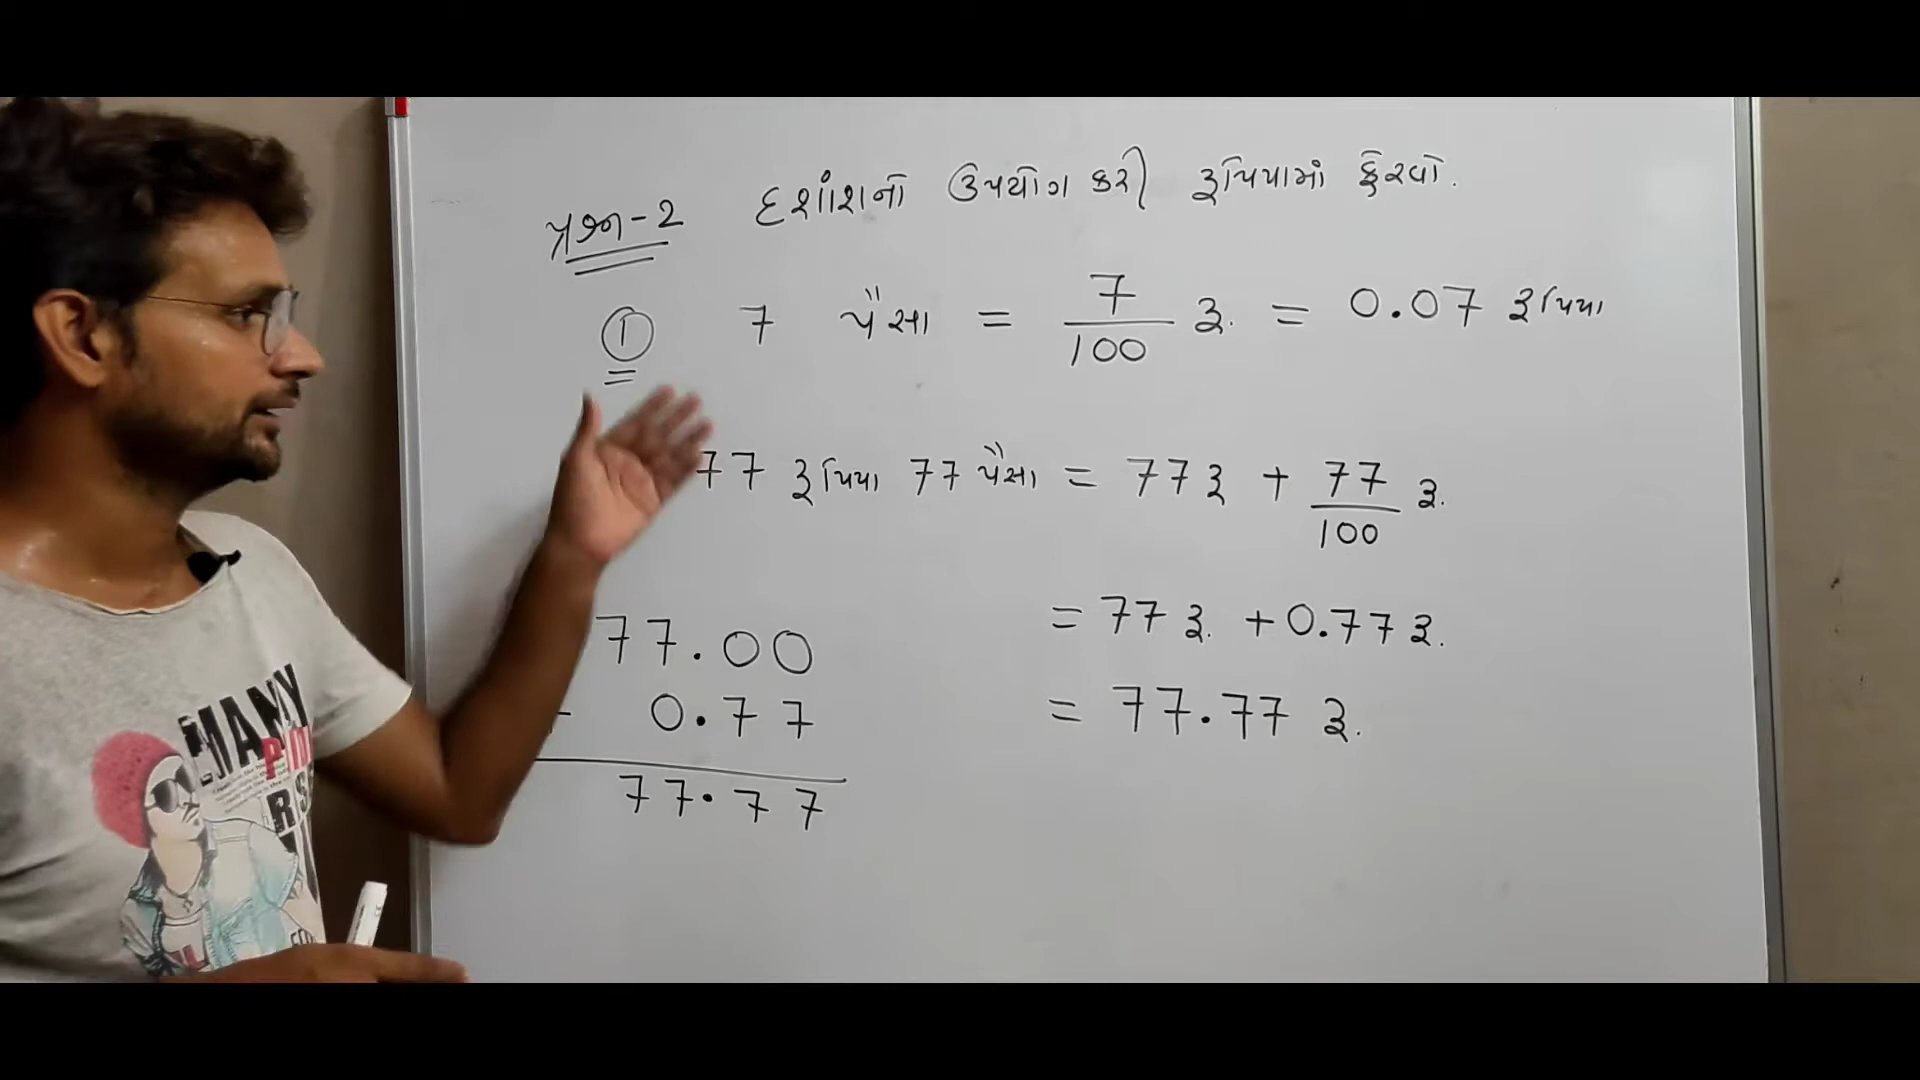 પ્રશ્ન-2 દશાંશનો ઉપયોગ કરી રૂપિયામાં ફેરવો.
① 7 પૈસા = 7/100 રૂ. = 0.07 રૂપિયા
77 રૂપિયા 77 પૈસા = 77 રૂ + 77/100 રૂ.
= 77 રૂ. + 0.77 રૂ.
= 77.77 રૂ.
77.00
0.77
77.77
MANY